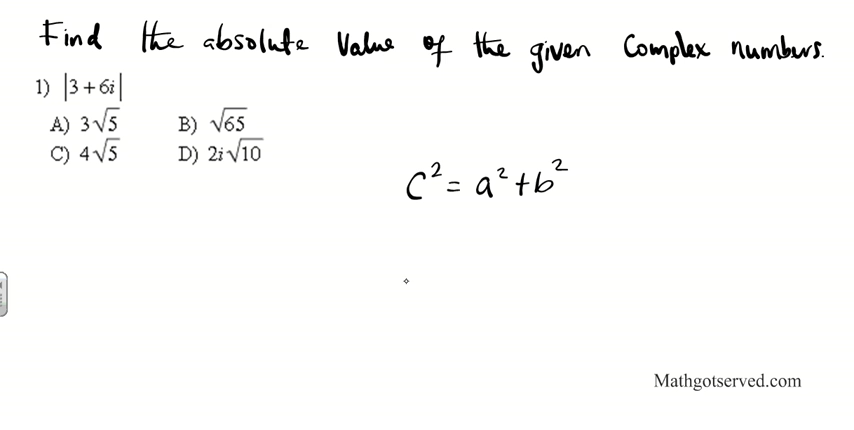 Find the absolute value of the given complex numbers.
1) |3 + 6i|
A) 3√5 B) √65
C) 4√5 D) 2i√10
C² = a² + b²
Mathgotserved.com